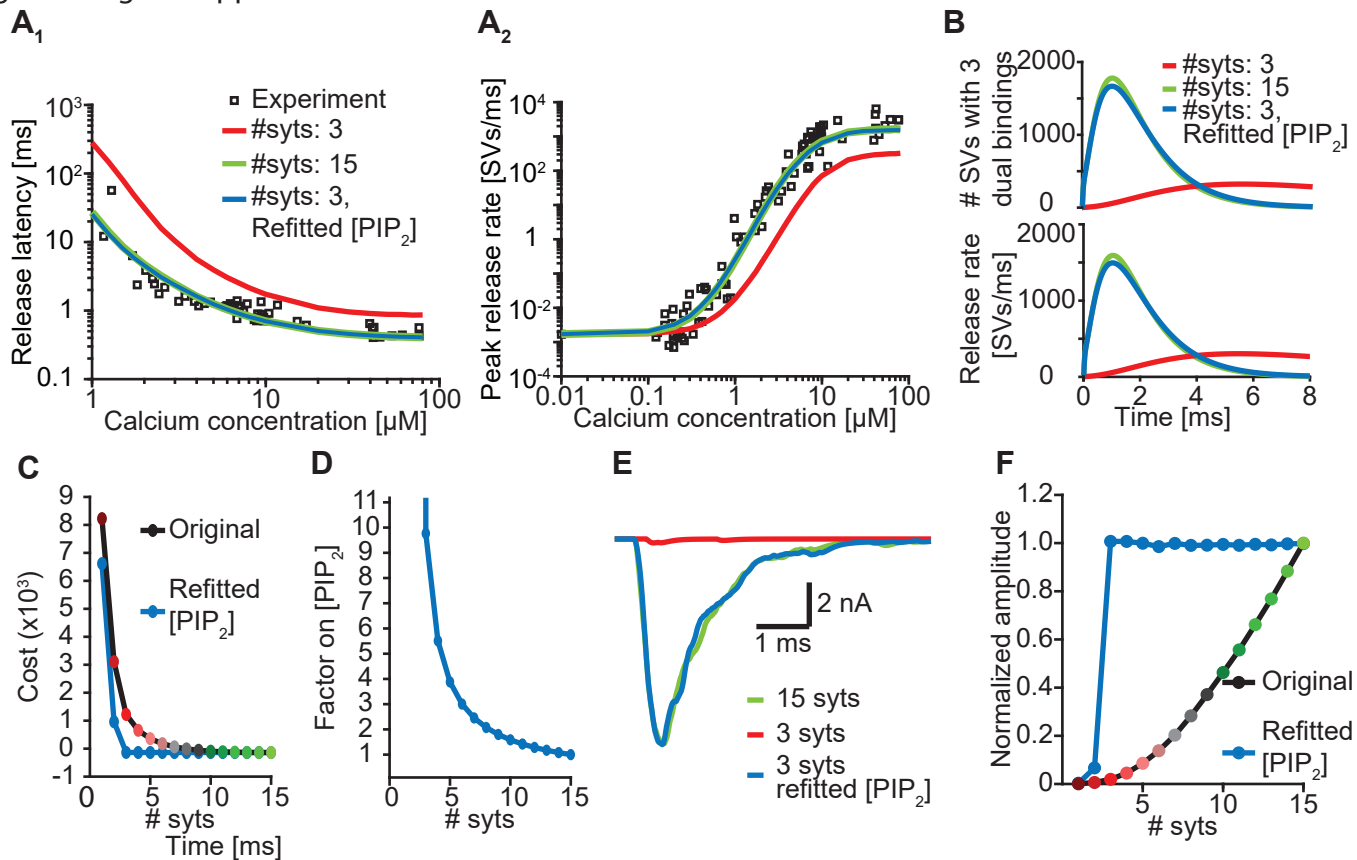 A₁
Release latency [ms]
10³
10²
10
1
0.1
1
10
100
Calcium concentration [µM]
Experiment
#syts: 3
#syts: 15
#syts: 3,
Refitted [PIP₂]
A₂
Peak release rate [SVs/ms]
10⁴
10²
1
10⁻²
10⁻⁴
0.01
0.1
1
10
100
Calcium concentration [µM]
B
# SVs with 3
dual bindings
2000
1000
0
#syts: 3
#syts: 15
#syts: 3,
Refitted [PIP₂]
Release rate
[SVs/ms]
2000
1000
0
0
2
4
6
8
Time [ms]
C
Cost (x10³)
9
8
7
6
5
4
3
2
1
0
-1
0
5
10
15
# syts
Time [ms]
Original
Refitted
[PIP₂]
D
Factor on [PIP₂]
11
10
9
8
7
6
5
4
3
2
1
0
5
10
15
# syts
E
2 nA
1 ms
15 syts
3 syts
3 syts
refitted [PIP₂]
F
Normalized amplitude
1.2
1.0
0.8
0.6
0.4
0.2
0
5
10
15
# syts
Original
Refitted
[PIP₂]